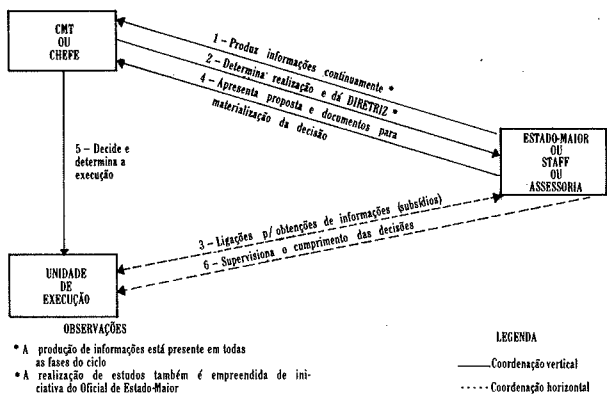 CMT
OU
CHEFE
1 – Produz informações continuamente *
2 – Determina realização e dá DIRETRIZ *
4 – Apresenta proposta e documentos para
materialização da decisão
ESTADO-MAIOR
OU
STAFF
OU
ASSESSORIA
5 – Decide e
determina a
execução
3 – Ligações p/ obtenções de informações (subsídios)
6 – Supervisiona o cumprimento das decisões
UNIDADE
DE
EXECUÇÃO
OBSERVAÇÕES
* A produção de informações está presente em todas
as fases do ciclo
* A realização de estudos também é empreendida de ini-
ciativa do Oficial de Estado-Maior
LEGENDA
Coordenação vertical
Coordenação horizontal